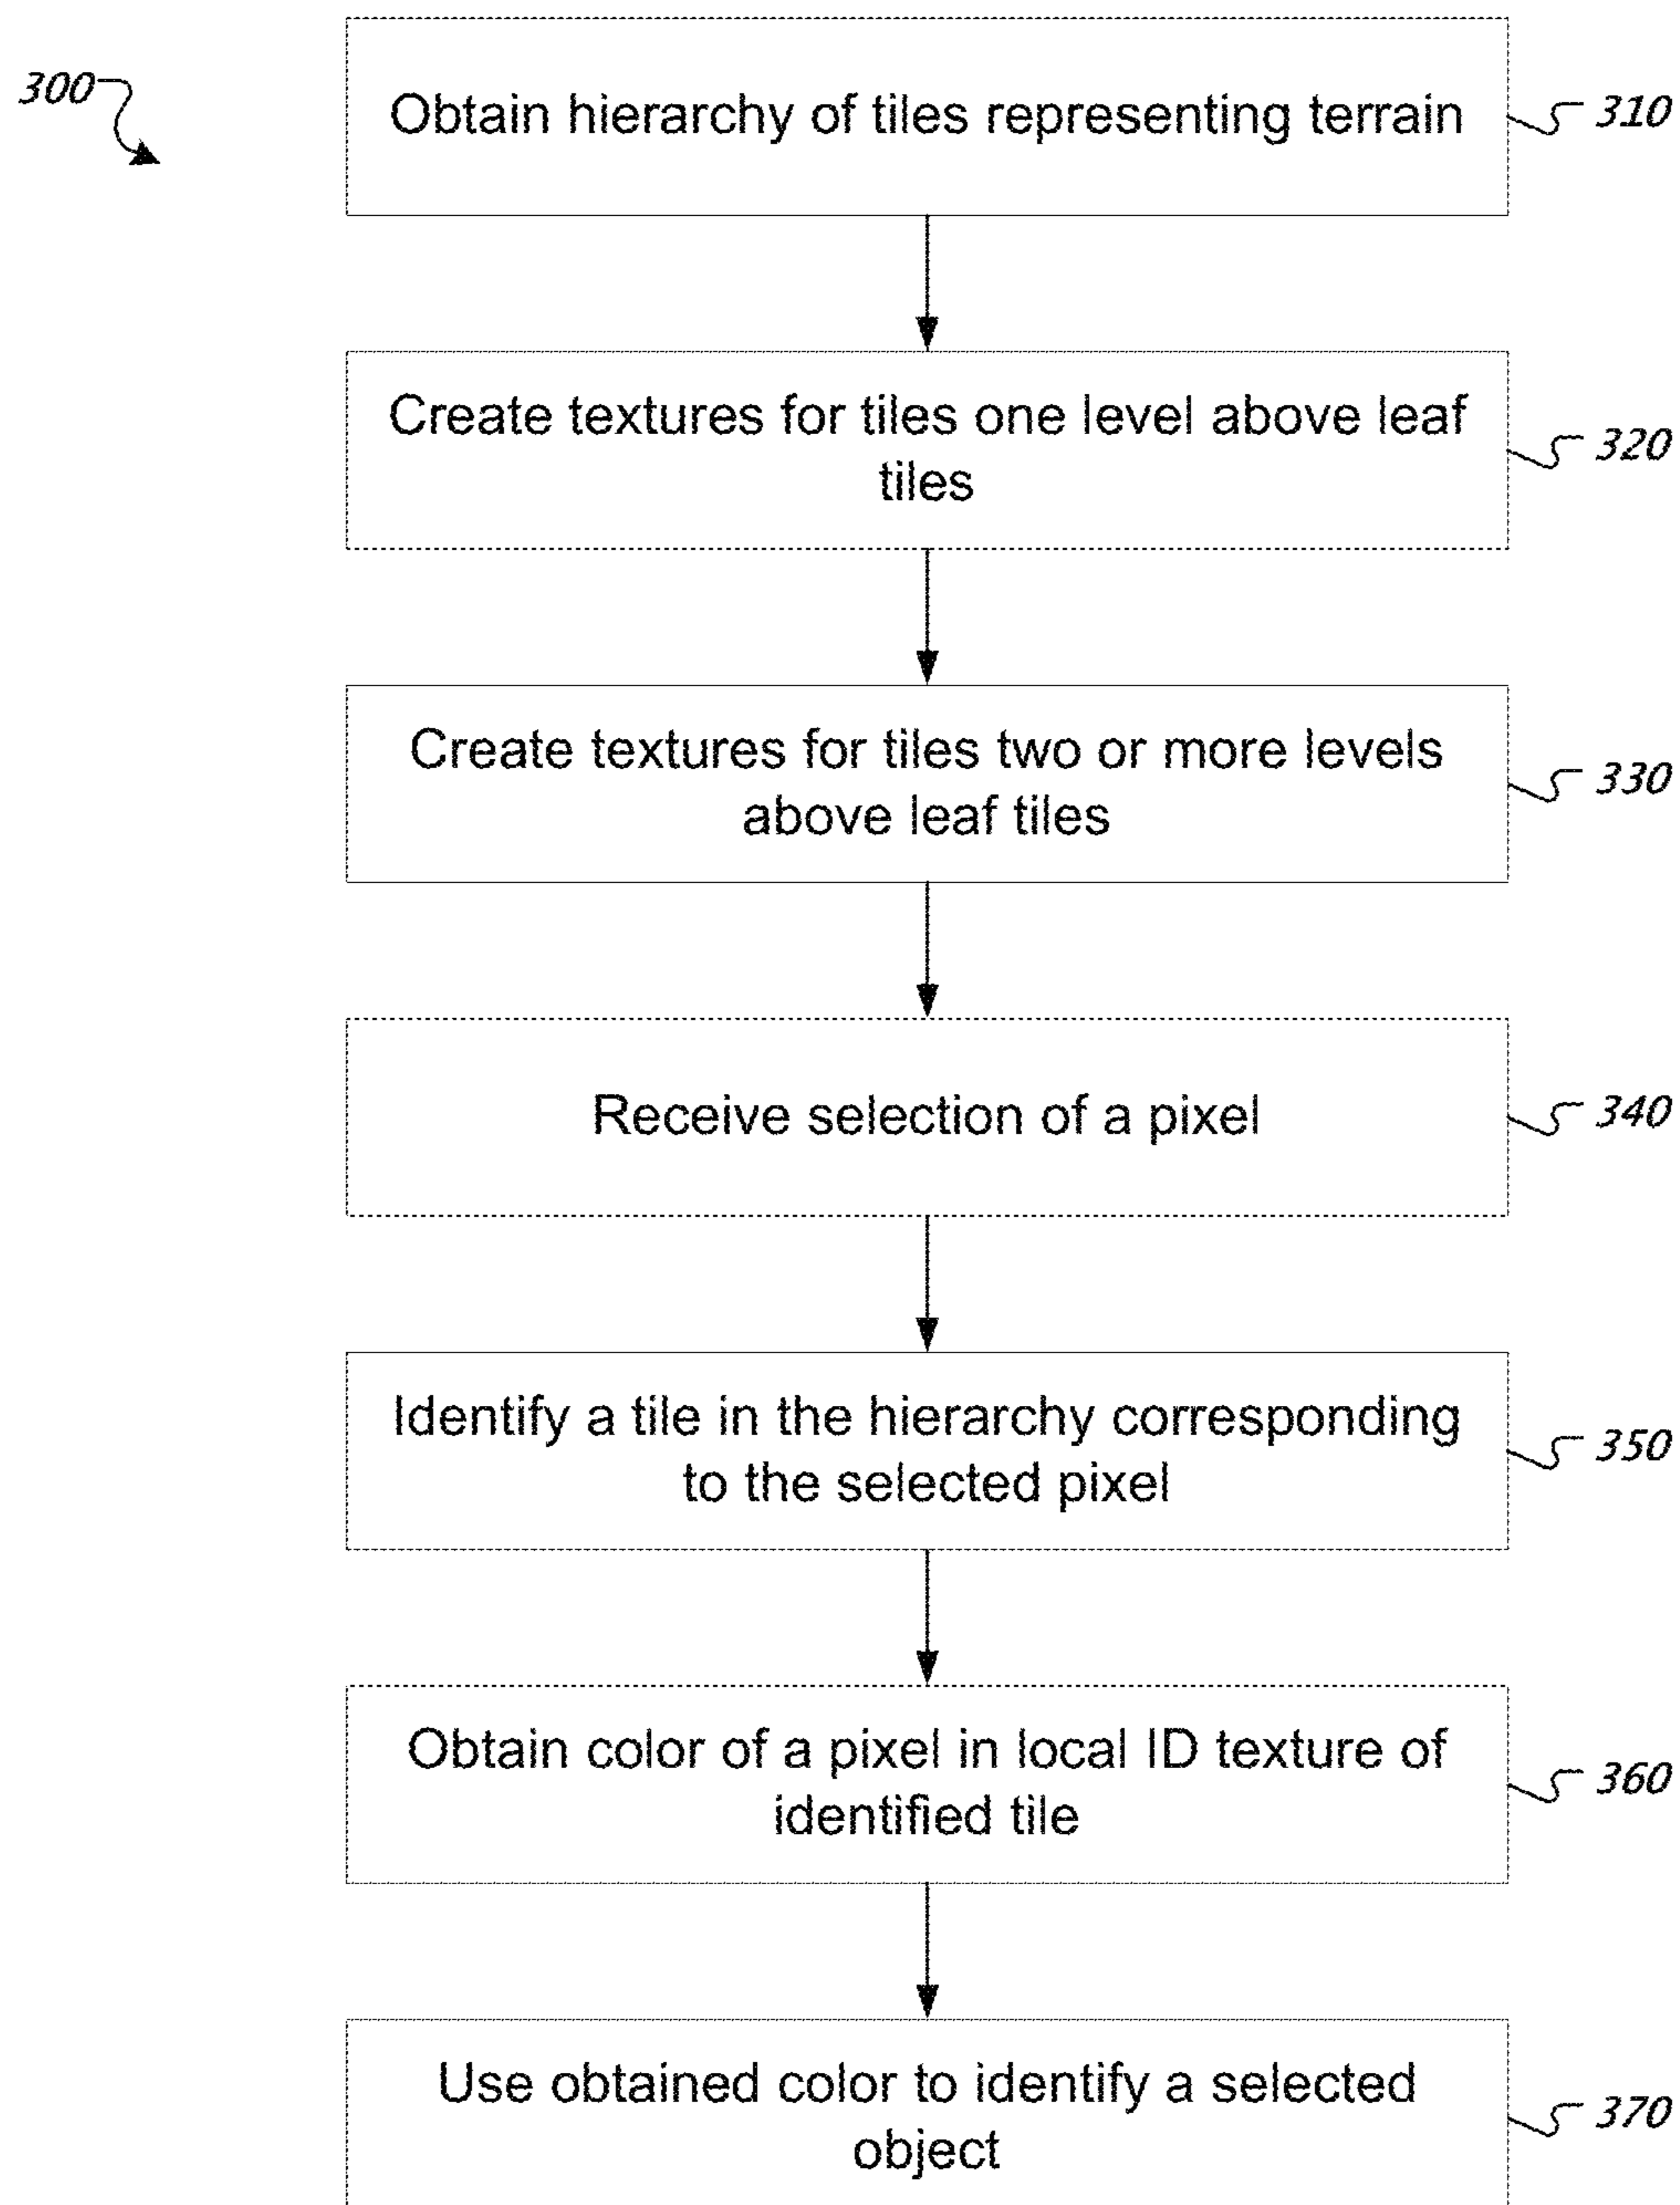 300
Obtain hierarchy of tiles representing terrain
310
Create textures for tiles one level above leaf
tiles
320
Create textures for tiles two or more levels
above leaf tiles
330
Receive selection of a pixel
340
Identify a tile in the hierarchy corresponding
to the selected pixel
350
Obtain color of a pixel in local ID texture of
identified tile
360
Use obtained color to identify a selected
object
370